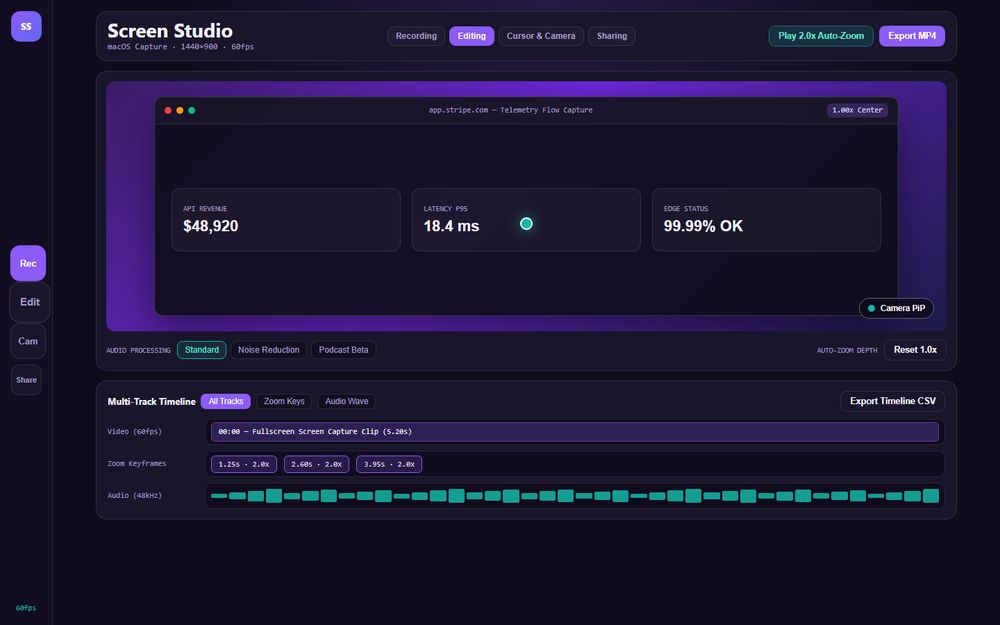 SS
Rec
Edit
Cam
Share
60fps
Screen Studio
macOS Capture · 1440×900 · 60fps
Recording Editing Cursor & Camera Sharing
Play 2.0x Auto-Zoom Export MP4
app.stripe.com — Telemetry Flow Capture 1.00x Center
API REVENUE
$48,920
LATENCY P95
18.4 ms
EDGE STATUS
99.99% OK
Camera PiP
AUDIO PROCESSING Standard Noise Reduction Podcast Beta AUTO-ZOOM DEPTH Reset 1.0x
Multi-Track Timeline All Tracks Zoom Keys Audio Wave Export Timeline CSV
Video (60fps) 00:00 — Fullscreen Screen Capture Clip (5.20s)
Zoom Keyframes 1.25s · 2.0x 2.60s · 2.0x 3.95s · 2.0x
Audio (48kHz)